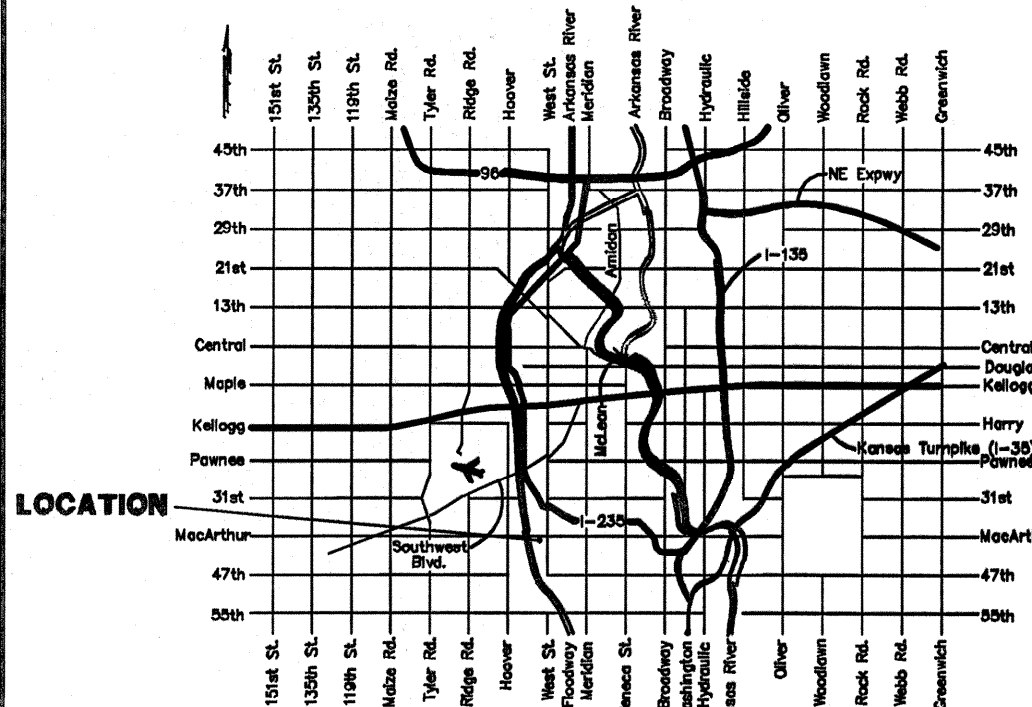 151st St.
135th St.
119th St.
Maize Rd.
Tyler Rd.
Ridge Rd.
Hoover
West St.
Arkansas River
Meridian
Arkansas River
Broadway
Hydraulic
Hillside
Oliver
Woodlawn
Rock Rd.
Webb Rd.
Greenwich
45th
45th
96
NE Expwy
37th
37th
29th
29th
Amidon
I-135
21st
21st
13th
13th
Central
Central
Dougla
Maple
Kellogg
McLean
Kellogg
Harry
Kansas Turnpike (I-35)
Pawnee
Pawnee
31st
31st
LOCATION
I-235
MacArthur
MacArt
Southwest
Blvd.
47th
47th
55th
55th
151st St.
135th St.
119th St.
Maize Rd.
Tyler Rd.
Ridge Rd.
Hoover
West St.
Floodway
Meridian
eneca St.
Broadway
ashington
Hydraulic
sas River
Oliver
Woodlawn
Rock Rd.
Webb Rd.
Greenwich